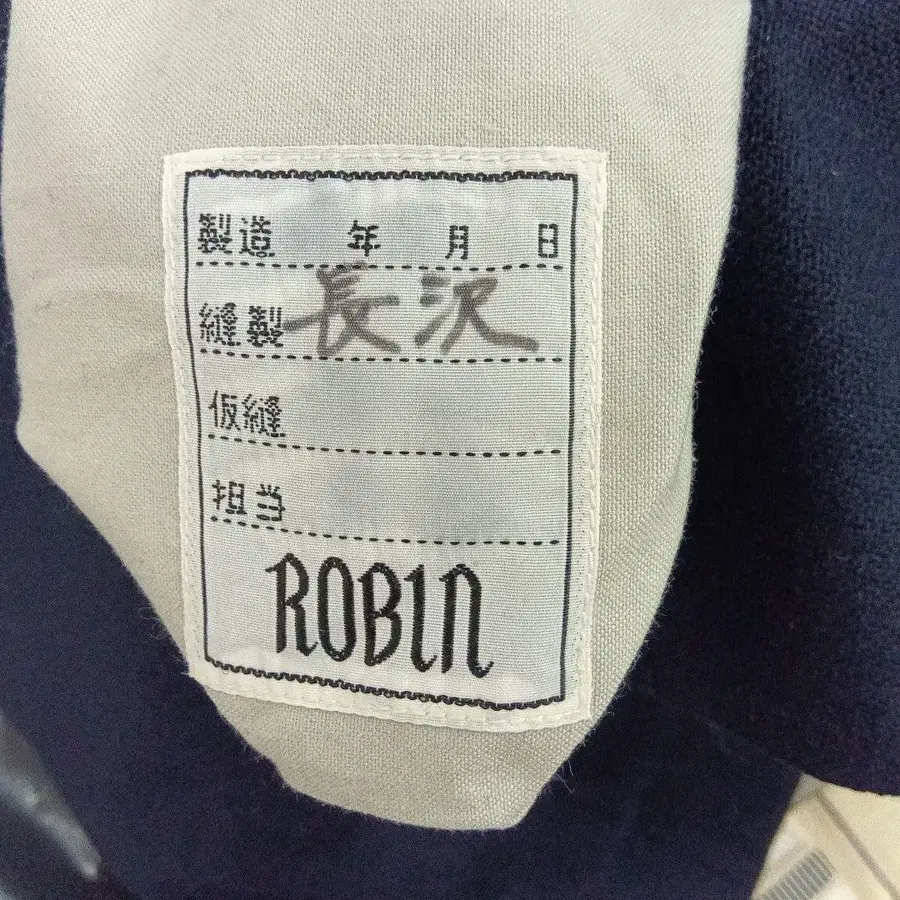 製造 年 月 日
縫製 長沢
仮縫
担当
ROBIN